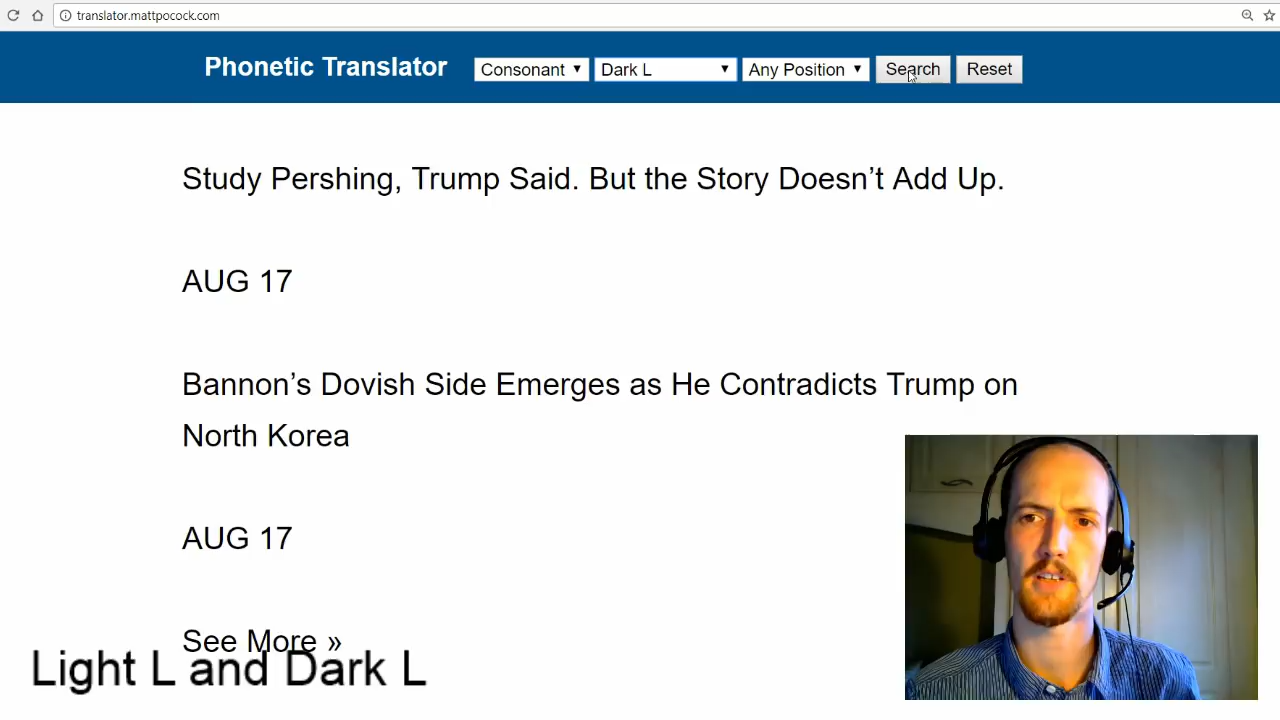 translator.mattpocock.com
Phonetic Translator Consonant Dark L Any Position Search Reset
Study Pershing, Trump Said. But the Story Doesn’t Add Up.
AUG 17
Bannon’s Dovish Side Emerges as He Contradicts Trump on
North Korea
AUG 17
See More »
Light L and Dark L